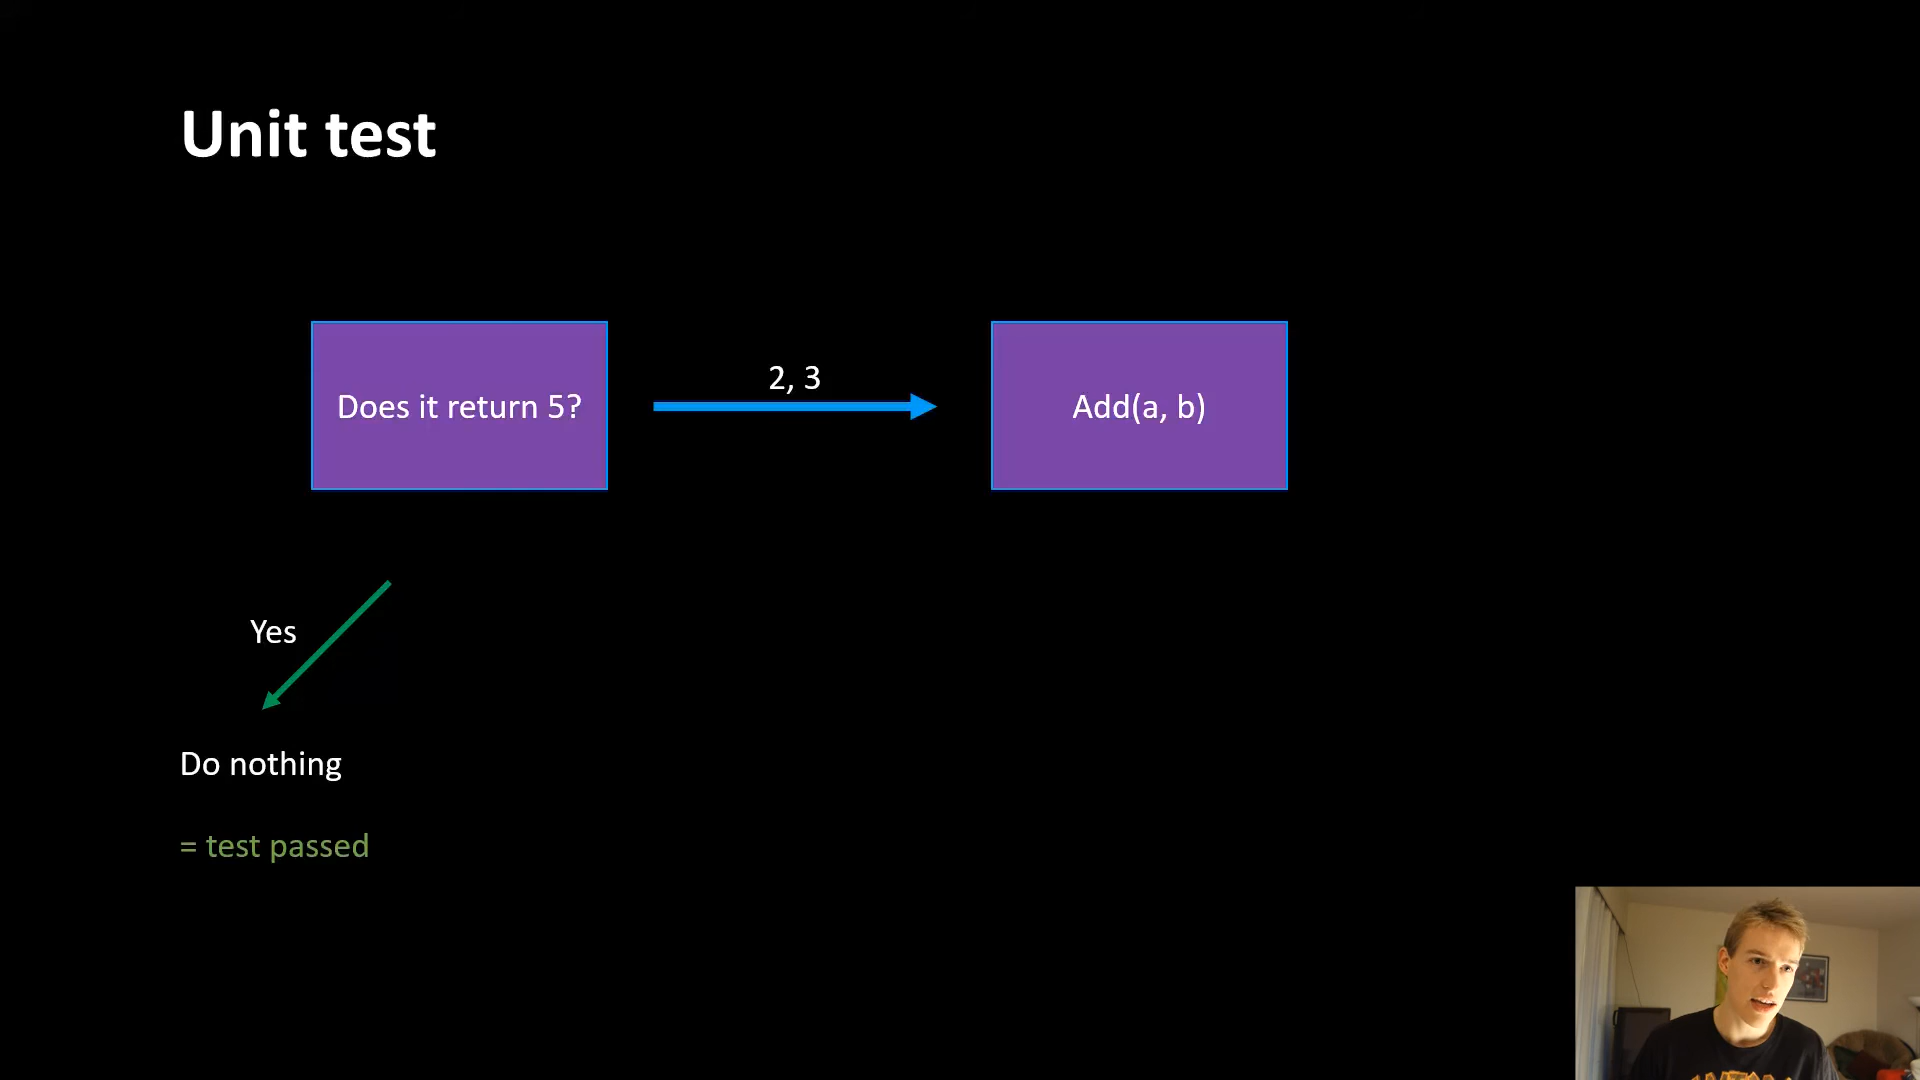 Unit test
Does it return 5?
2, 3
Add(a, b)
Yes
Do nothing
= test passed